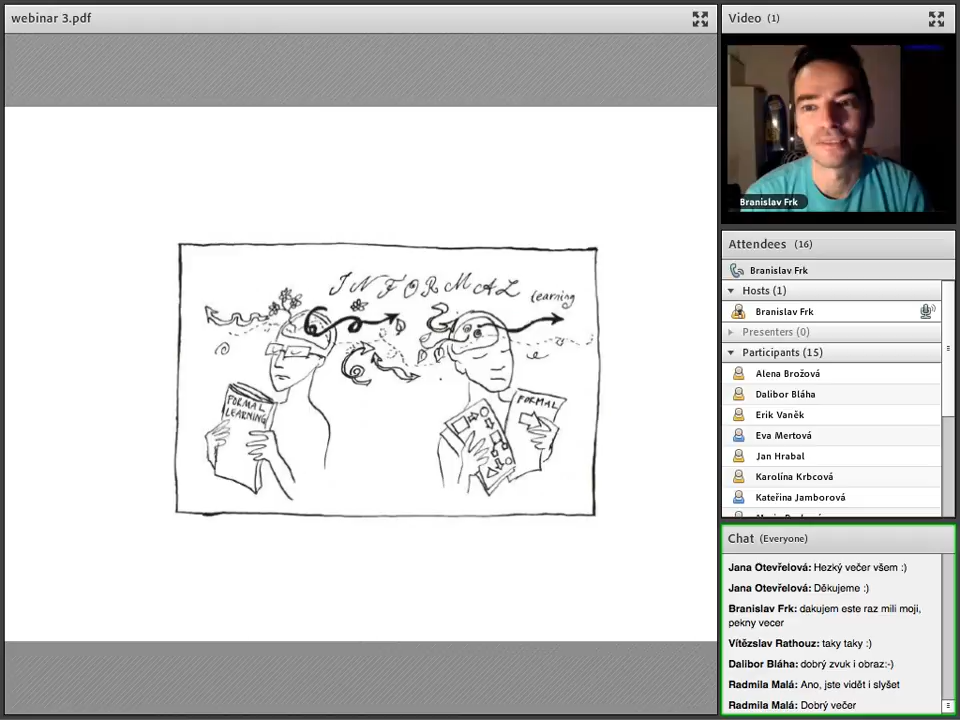 webinar 3.pdf
INFORMAL learning
FORMAL
LEARNING
FORMAL
Video (1)
Branislav Frk
Attendees (16)
Branislav Frk
Hosts (1)
Branislav Frk
Presenters (0)
Participants (15)
Alena Brožová
Dalibor Bláha
Erik Vaněk
Eva Mertová
Jan Hrabal
Karolína Krbcová
Kateřina Jamborová
Chat (Everyone)
Jana Otevřelová: Hezký večer všem :)
Jana Otevřelová: Děkujeme :)
Branislav Frk: dakujem este raz mili moji,
pekny vecer
Vítězslav Rathouz: taky taky :)
Dalibor Bláha: dobrý zvuk i obraz:-)
Radmila Malá: Ano, jste vidět i slyšet
Radmila Malá: Dobrý večer